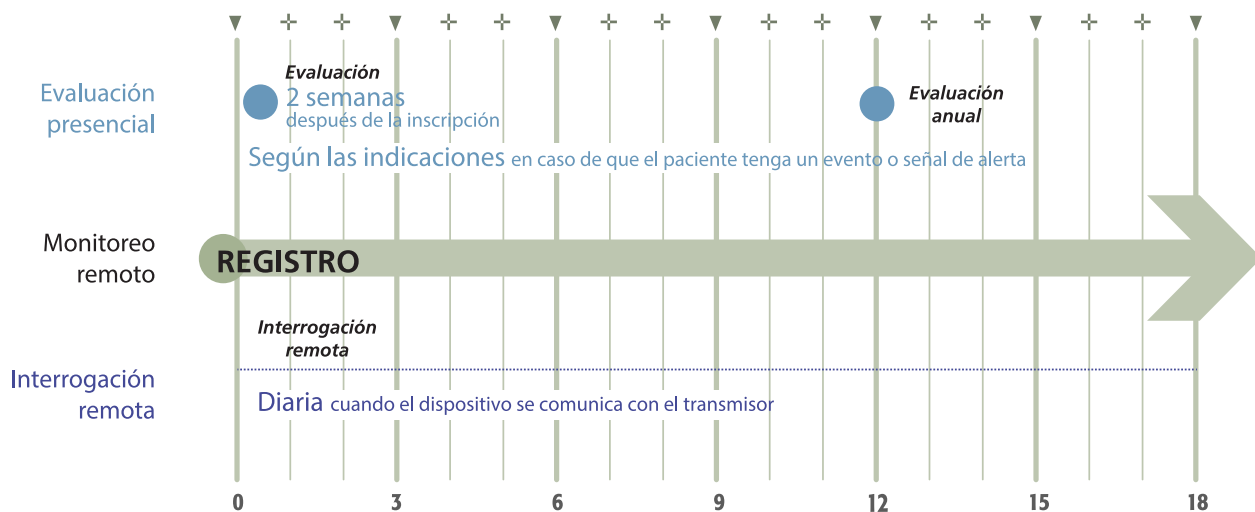 Evaluación
presencial
Evaluación
2 semanas
después de la inscripción
Evaluación
anual
Según las indicaciones en caso de que el paciente tenga un evento o señal de alerta
Monitoreo
remoto
REGISTRO
Interrogación
remota
Interrogación
remota
Diaria cuando el dispositivo se comunica con el transmisor
0 3 6 9 12 15 18